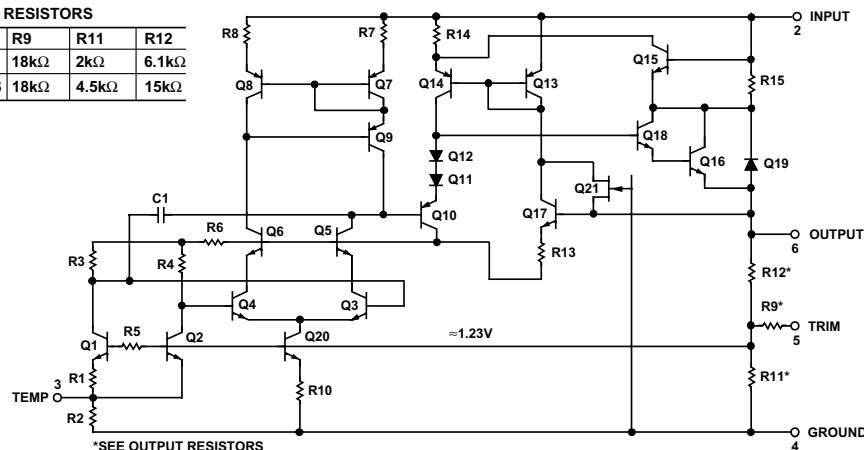 RESISTORS
R9 R11 R12
18kΩ 2kΩ 6.1kΩ
18kΩ 4.5kΩ 15kΩ
R8
R7
R14
INPUT
2
Q15
R15
Q8
Q7
Q14
Q13
Q9
Q18
Q12
Q16
Q19
Q11
Q21
C1
Q10
Q17
R6
Q6
Q5
OUTPUT
6
R3
R4
R13
R12*
Q4
Q3
R9*
TRIM
5
≈1.23V
R5
Q1
Q2
Q20
R1
R11*
TEMP 3
R10
R2
GROUND
4
*SEE OUTPUT RESISTORS